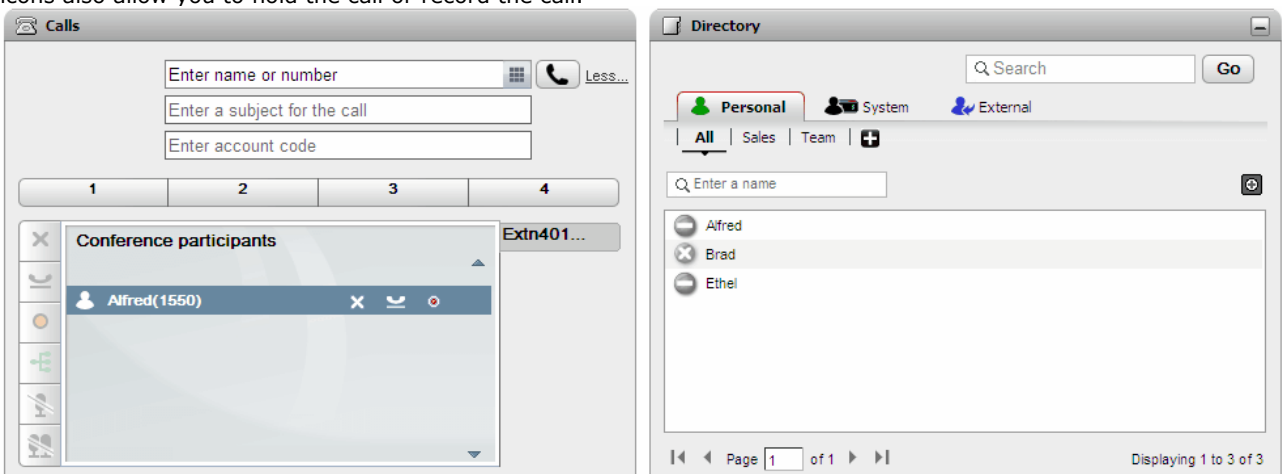 icons also allow you to hold the call or record the call.
Calls
Enter name or number
Less...
Enter a subject for the call
Enter account code
1 2 3 4
Conference participants
Extn401...
Alfred(1550)
Directory
Search
Go
Personal System External
All Sales Team
Enter a name
Alfred
Brad
Ethel
Page 1 of 1
Displaying 1 to 3 of 3